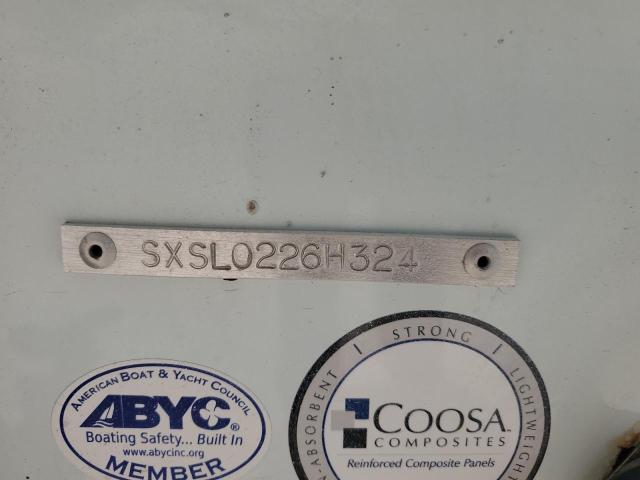 SXSL0226H324
AMERICAN BOAT & YACHT COUNCIL
ABYC®
Boating Safety... Built In
www.abycinc.org
MEMBER
STRONG
LIGHTWEIGHT
COOSA
COMPOSITES
Reinforced Composite Panels